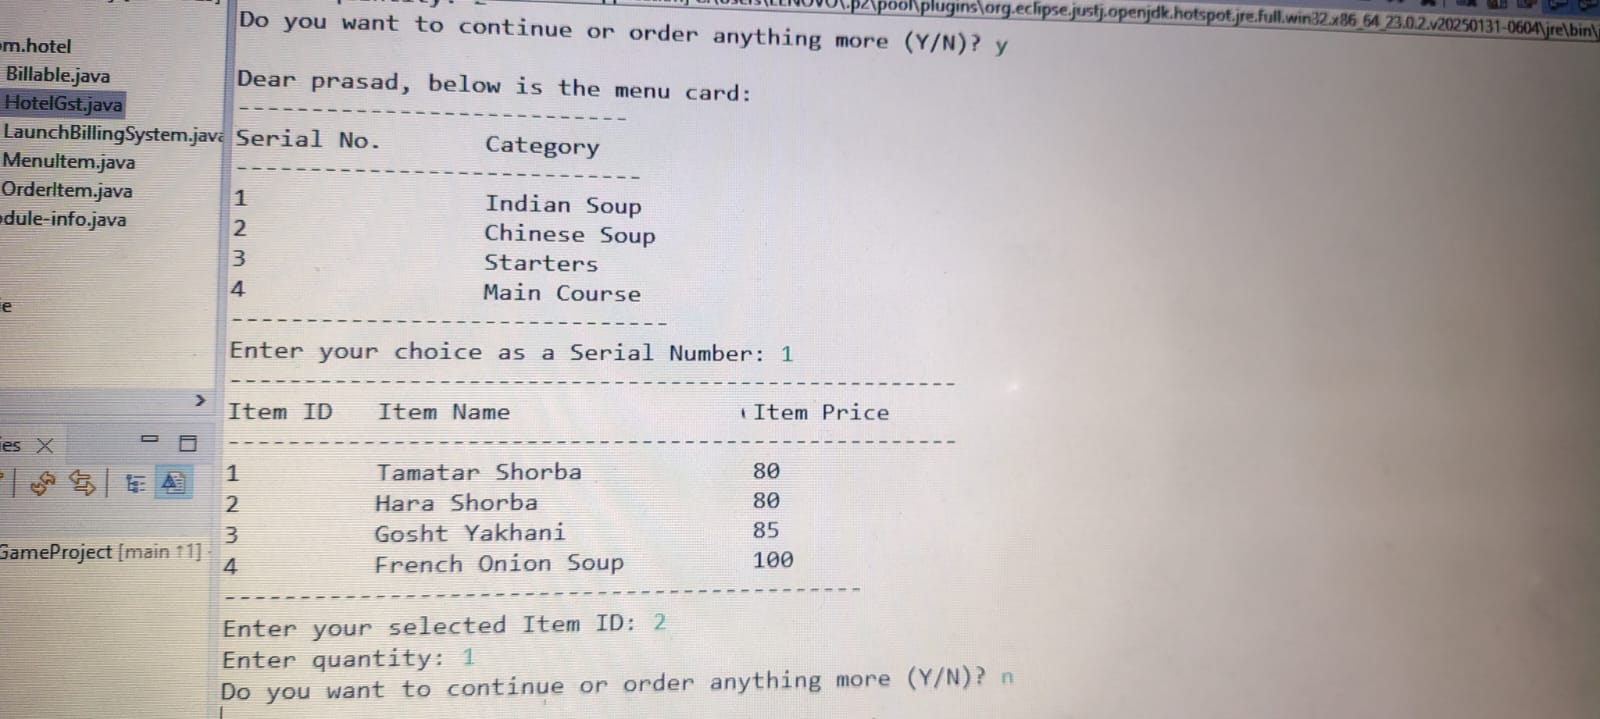 .p2\pool\plugins\org.eclipse.justj.openjdk.hotspot.jre.full.win32.x86_64_23.0.2.v20250131-0604\jre\bin\
m.hotel
Billable.java
HotelGst.java
LaunchBillingSystem.java
MenuItem.java
OrderItem.java
dule-info.java
e
es
GameProject [main ↑1]
Do you want to continue or order anything more (Y/N)? y
Dear prasad, below is the menu card:
--------------------------
Serial No. Category
---------------------------
1 Indian Soup
2 Chinese Soup
3 Starters
4 Main Course
-----------------------------
Enter your choice as a Serial Number: 1
-------------------------------------------------
Item ID Item Name Item Price
-------------------------------------------------
1 Tamatar Shorba 80
2 Hara Shorba 80
3 Gosht Yakhani 85
4 French Onion Soup 100
-------------------------------------------
Enter your selected Item ID: 2
Enter quantity: 1
Do you want to continue or order anything more (Y/N)? n